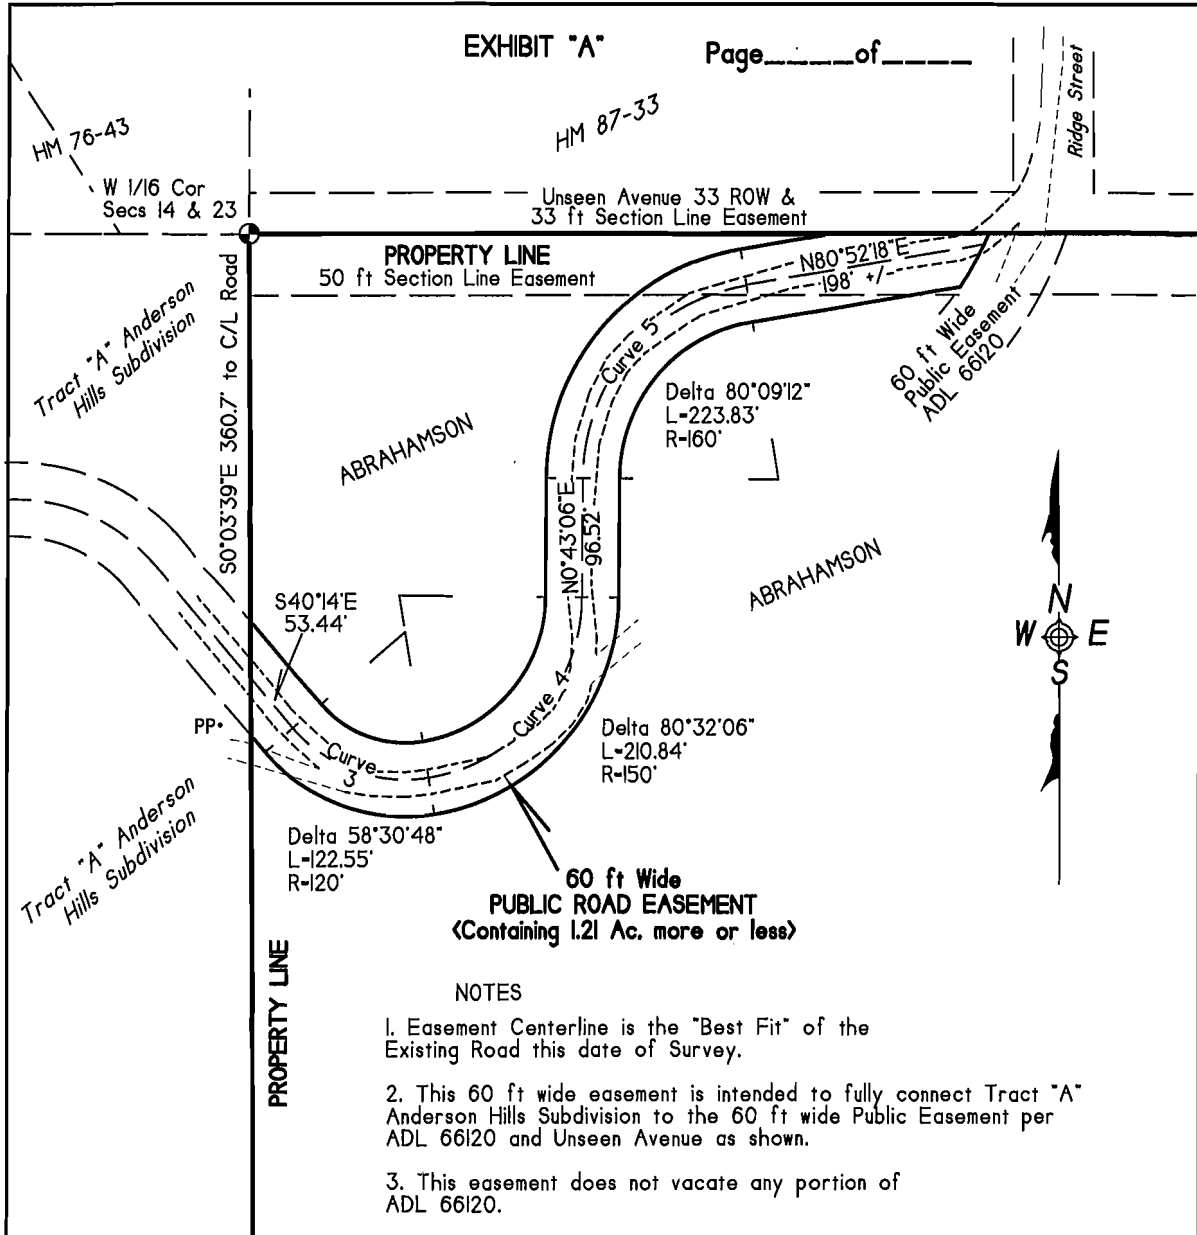 EXHIBIT "A"
Page_____of_____
HM 76-43
HM 87-33
Ridge Street
W 1/16 Cor
Secs 14 & 23
Unseen Avenue 33 ROW &
33 ft Section Line Easement
PROPERTY LINE
50 ft Section Line Easement
N80°52'18"E
198' +/-
Tract "A" Anderson
Hills Subdivision
S0°03'39"E 360.7' to C/L Road
Curve 5
60 ft Wide
Public Easement
ADL 66120
Delta 80°09'12"
L=223.83'
R=160'
ABRAHAMSON
N0°43'06"E
96.52'
ABRAHAMSON
S40°14'E
53.44'
N
W E
S
PP
Curve 4
Curve
3
Delta 80°32'06"
L=210.84'
R=150'
Tract "A" Anderson
Hills Subdivision
Delta 58°30'48"
L=122.55'
R=120'
60 ft Wide
PUBLIC ROAD EASEMENT
<Containing 1.21 Ac. more or less>
PROPERTY LINE
NOTES
1. Easement Centerline is the "Best Fit" of the
Existing Road this date of Survey.
2. This 60 ft wide easement is intended to fully connect Tract "A"
Anderson Hills Subdivision to the 60 ft wide Public Easement per
ADL 66120 and Unseen Avenue as shown.
3. This easement does not vacate any portion of
ADL 66120.